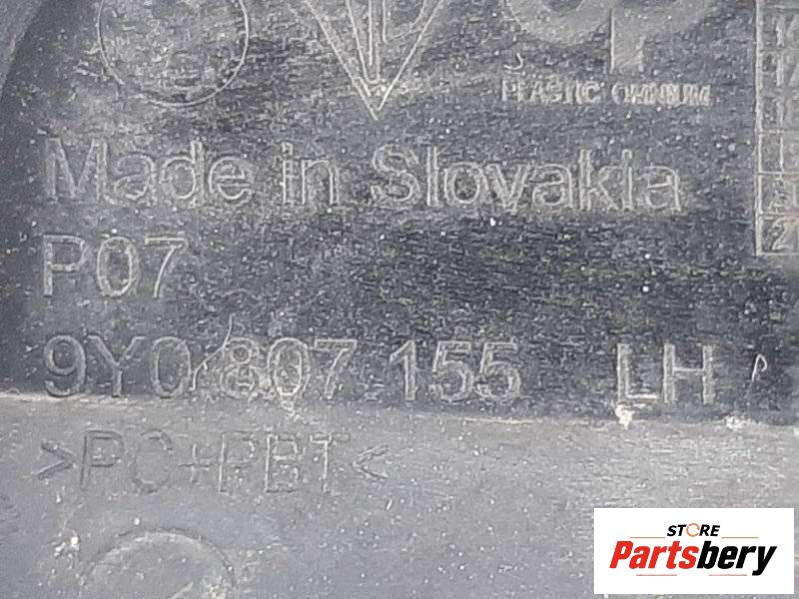 PLASTIC OMNIUM
Made in Slovakia
P07
9Y0 807 155 LH
>PC+PBT<
STORE
Partsbery